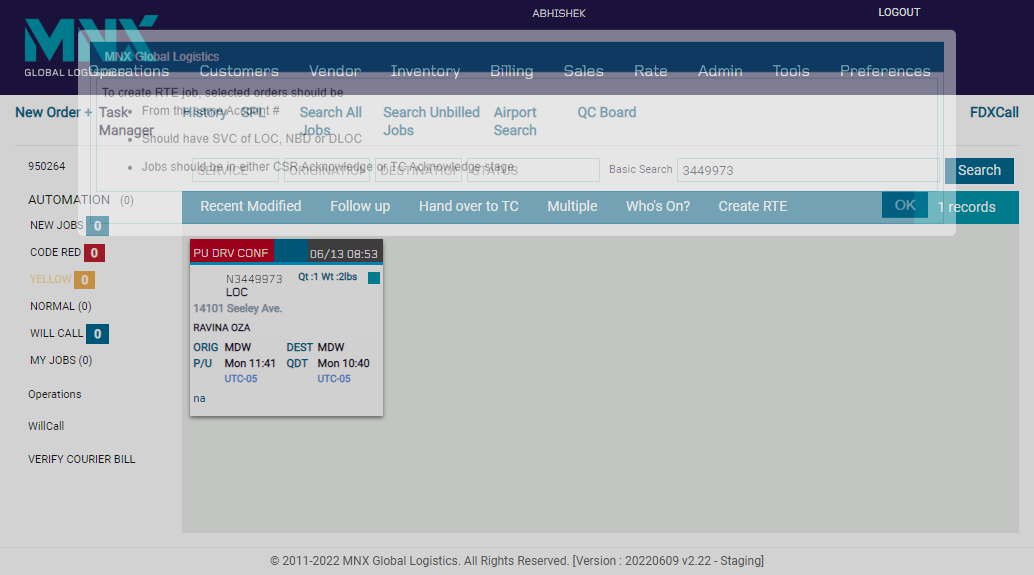 ABHISHEK
LOGOUT
MNX
GLOBAL LOGISTICS
MNX Global Logistics
Operations Customers Vendor Inventory Billing Sales Rate Admin Tools Preferences
To create RTE job, selected orders should be
From the same Account #
Should have SVC of LOC, NBD or DLOC
Jobs should be in either CSR Acknowledge or TC Acknowledge stage
OK
New Order + Task Manager History SPL Search All Jobs Search Unbilled Jobs Airport Search QC Board FDXCall
950264
SERVICE ORIGINATION DESTINATION STATUS Basic Search 3449973 Search
AUTOMATION (0)
Recent Modified Follow up Hand over to TC Multiple Who's On? Create RTE 1 records
NEW JOBS 0
CODE RED 0
YELLOW 0
NORMAL (0)
WILL CALL 0
MY JOBS (0)
Operations
WillCall
VERIFY COURIER BILL
PU DRV CONF 06/13 08:53
N3449973 Qt :1 Wt :2lbs
LOC
14101 Seeley Ave.
RAVINA OZA
ORIG MDW DEST MDW
P/U Mon 11:41 QDT Mon 10:40
UTC-05 UTC-05
na
© 2011-2022 MNX Global Logistics. All Rights Reserved. [Version : 20220609 v2.22 - Staging]